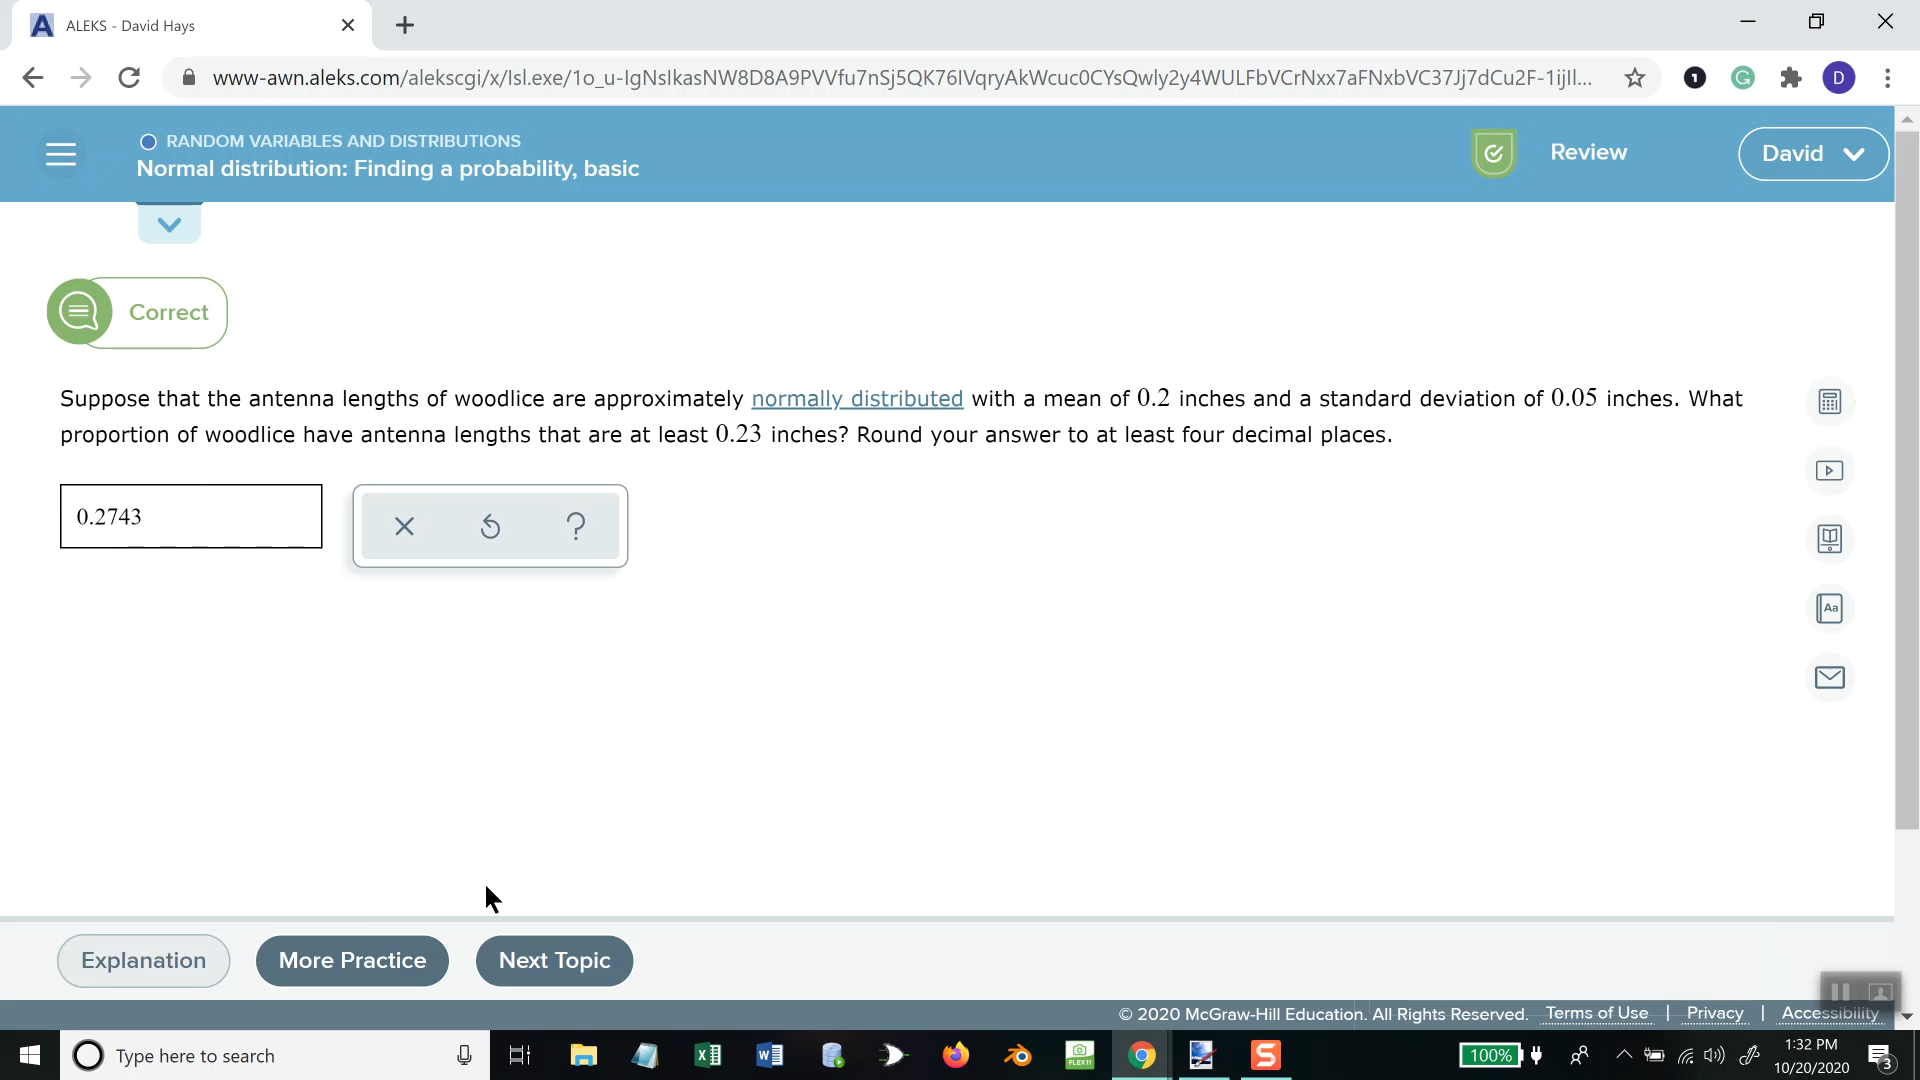 ALEKS - David Hays
www-awn.aleks.com/alekscgi/x/Isl.exe/1o_u-IgNsIkasNW8D8A9PVVfu7nSj5QK76IVqryAkWcuc0CYsQwly2y4WULFbVCrNxx7aFNxbVC37Jj7dCu2F-1ijIl...
D
RANDOM VARIABLES AND DISTRIBUTIONS
Normal distribution: Finding a probability, basic
Review
David
Correct
Suppose that the antenna lengths of woodlice are approximately normally distributed with a mean of 0.2 inches and a standard deviation of 0.05 inches. What
proportion of woodlice have antenna lengths that are at least 0.23 inches? Round your answer to at least four decimal places.
0.2743
?
Aa
Explanation
More Practice
Next Topic
© 2020 McGraw-Hill Education. All Rights Reserved. Terms of Use | Privacy | Accessibility
Type here to search
FLEX11
100%
1:32 PM
10/20/2020
3